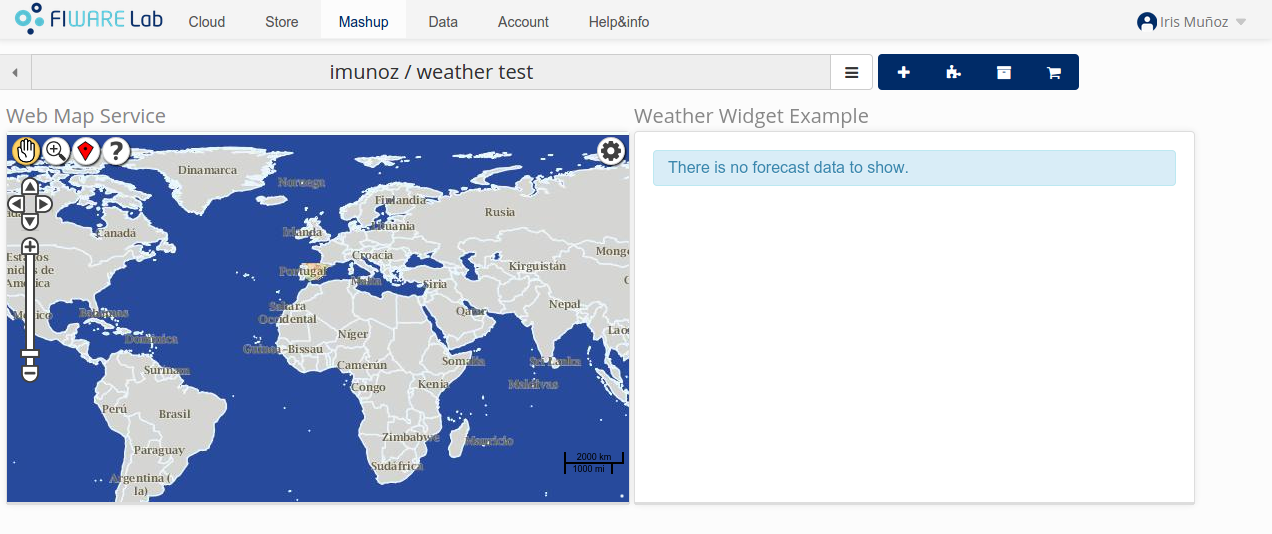 FIWARE Lab
Cloud
Store
Mashup
Data
Account
Help&info
Iris Muñoz
imunoz / weather test
Web Map Service
Weather Widget Example
There is no forecast data to show.
?
Dinamarca
Noruega
Finlandia
Rusia
Canadá
Irlanda
Lituania
Croacia
Estados
nidos de
América
Portugal
Malta
Siria
Kirguistán
Mong
México
Bahamas
Sahara
Occidental
Qatar
Nepal
Laos
Dominica
Níger
Guinea-Bissau
Surinam
Camerún
Somalia
Sri Lanka
Congo
Kenia
Maldivas
Perú
Brasil
Zimbabwe
Mauricio
Paraguay
Sudáfrica
Argentina (
la)
2000 km
1000 mi